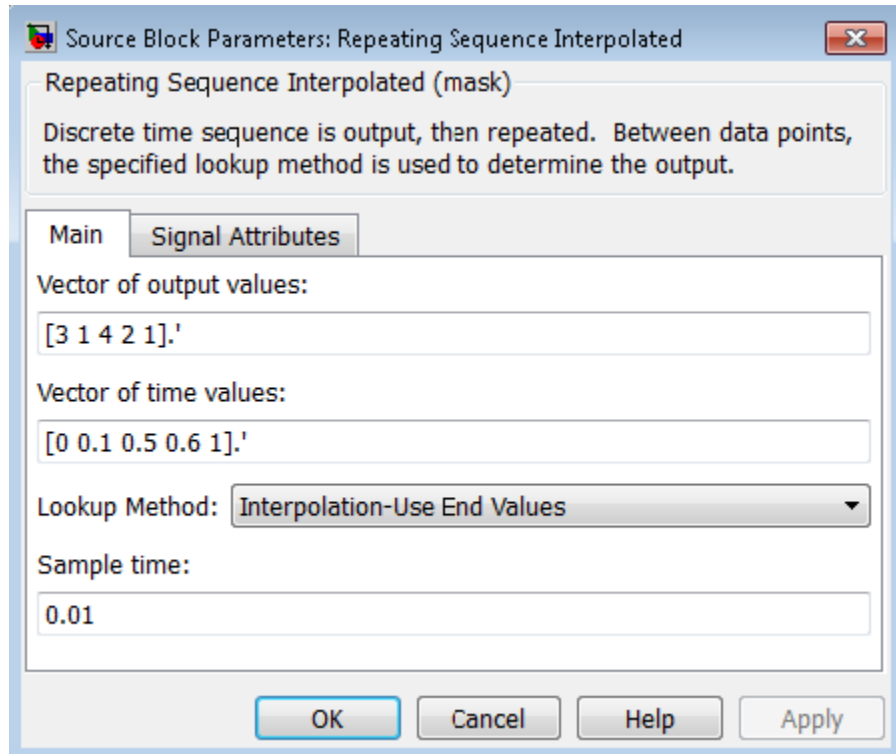 Source Block Parameters: Repeating Sequence Interpolated
Repeating Sequence Interpolated (mask)
Discrete time sequence is output, then repeated. Between data points,
the specified lookup method is used to determine the output.
Main
Signal Attributes
Vector of output values:
[3 1 4 2 1].'
Vector of time values:
[0 0.1 0.5 0.6 1].'
Lookup Method: Interpolation-Use End Values
Sample time:
0.01
OK Cancel Help Apply